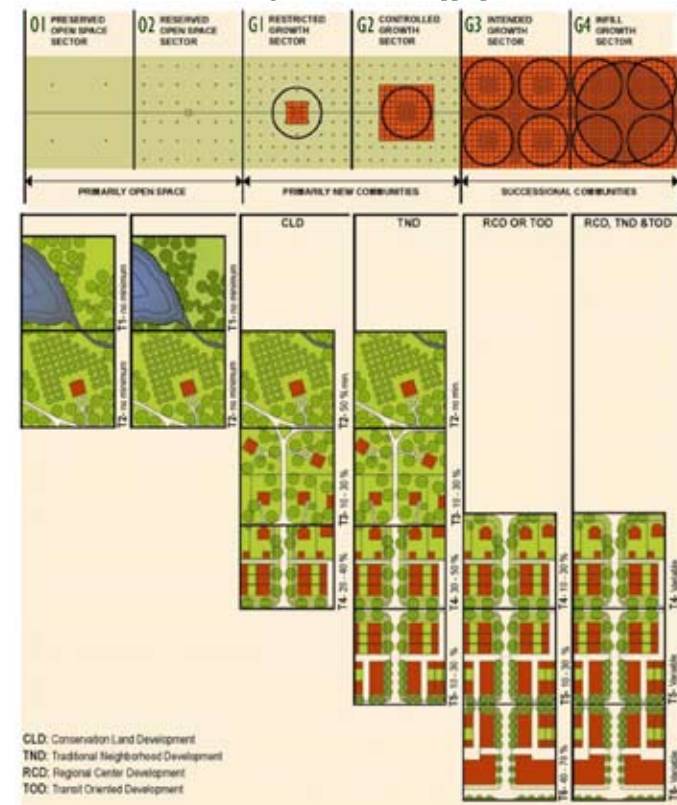 O1 PRESERVED OPEN SPACE SECTOR
O2 RESERVED OPEN SPACE SECTOR
G1 RESTRICTED GROWTH SECTOR
G2 CONTROLLED GROWTH SECTOR
G3 INTENDED GROWTH SECTOR
G4 INFILL GROWTH SECTOR
PRIMARILY OPEN SPACE
PRIMARILY NEW COMMUNITIES
SUCCESSIONAL COMMUNITIES
CLD
TND
RCD OR TOD
RCD, TND &TOD
T1- no minimum
T2- no minimum
T1- no minimum
T2- no minimum
T2- 50 % min.
T3- 10 - 30 %
T4- 20 - 40 %
T2- no min.
T3- 10 - 30 %
T4- 30 - 50 %
T5- 10 - 30 %
T4- 10 - 30 %
T5- 10 - 30 %
T6- 40 - 70 %
T4- Variable
T5- Variable
T6- Variable
CLD: Conservation Land Development
TND: Traditional Neighborhood Development
RCD: Regional Center Development
TOD: Transit Oriented Development